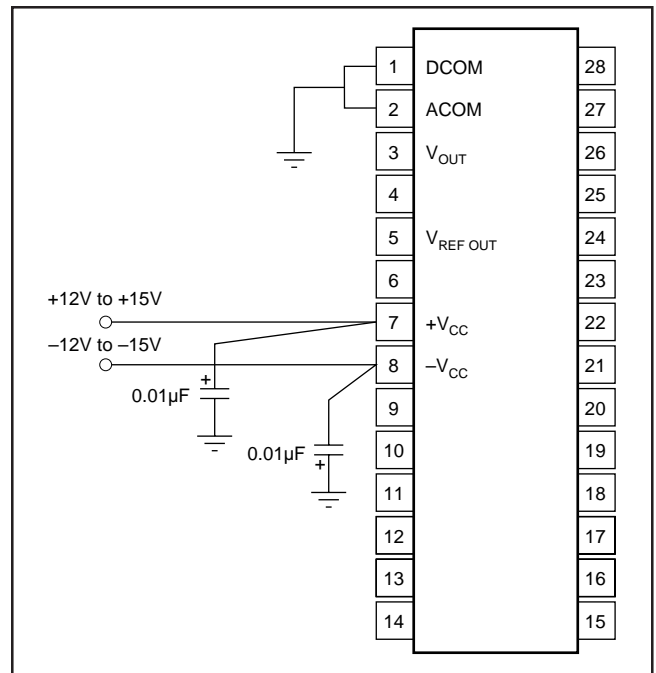 1 DCOM 28
2 ACOM 27
3 V_OUT 26
4 25
5 V_REF OUT 24
6 23
+12V to +15V
7 +V_CC 22
–12V to –15V
8 –V_CC 21
+
0.01µF
9 20
0.01µF
+
10 19
11 18
12 17
13 16
14 15